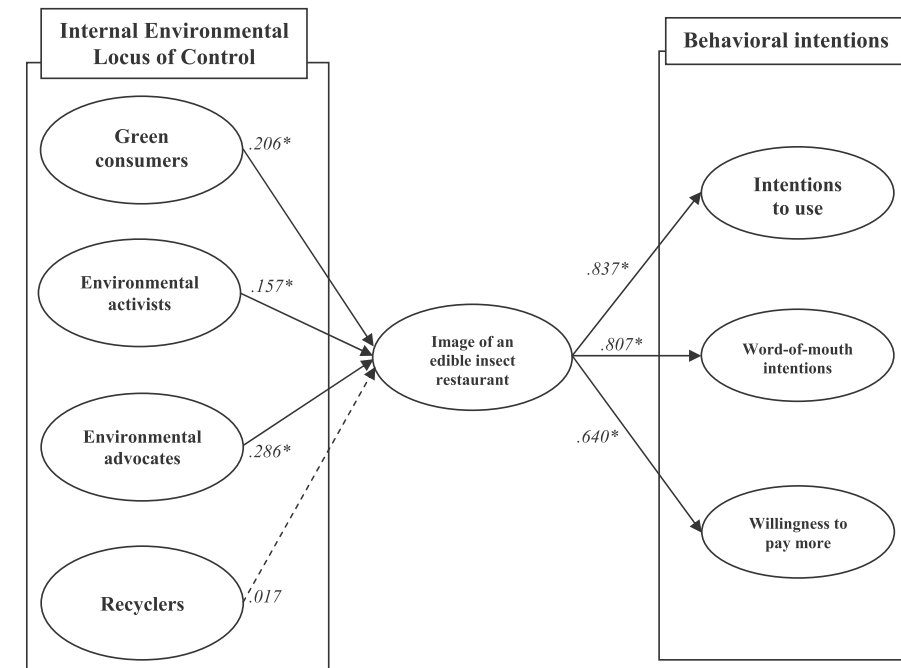 Internal Environmental
Locus of Control
Green
consumers
.206*
Environmental
activists
.157*
Environmental
advocates
.286*
Recyclers
.017
Image of an
edible insect
restaurant
.837*
.807*
.640*
Behavioral intentions
Intentions
to use
Word-of-mouth
intentions
Willingness to
pay more